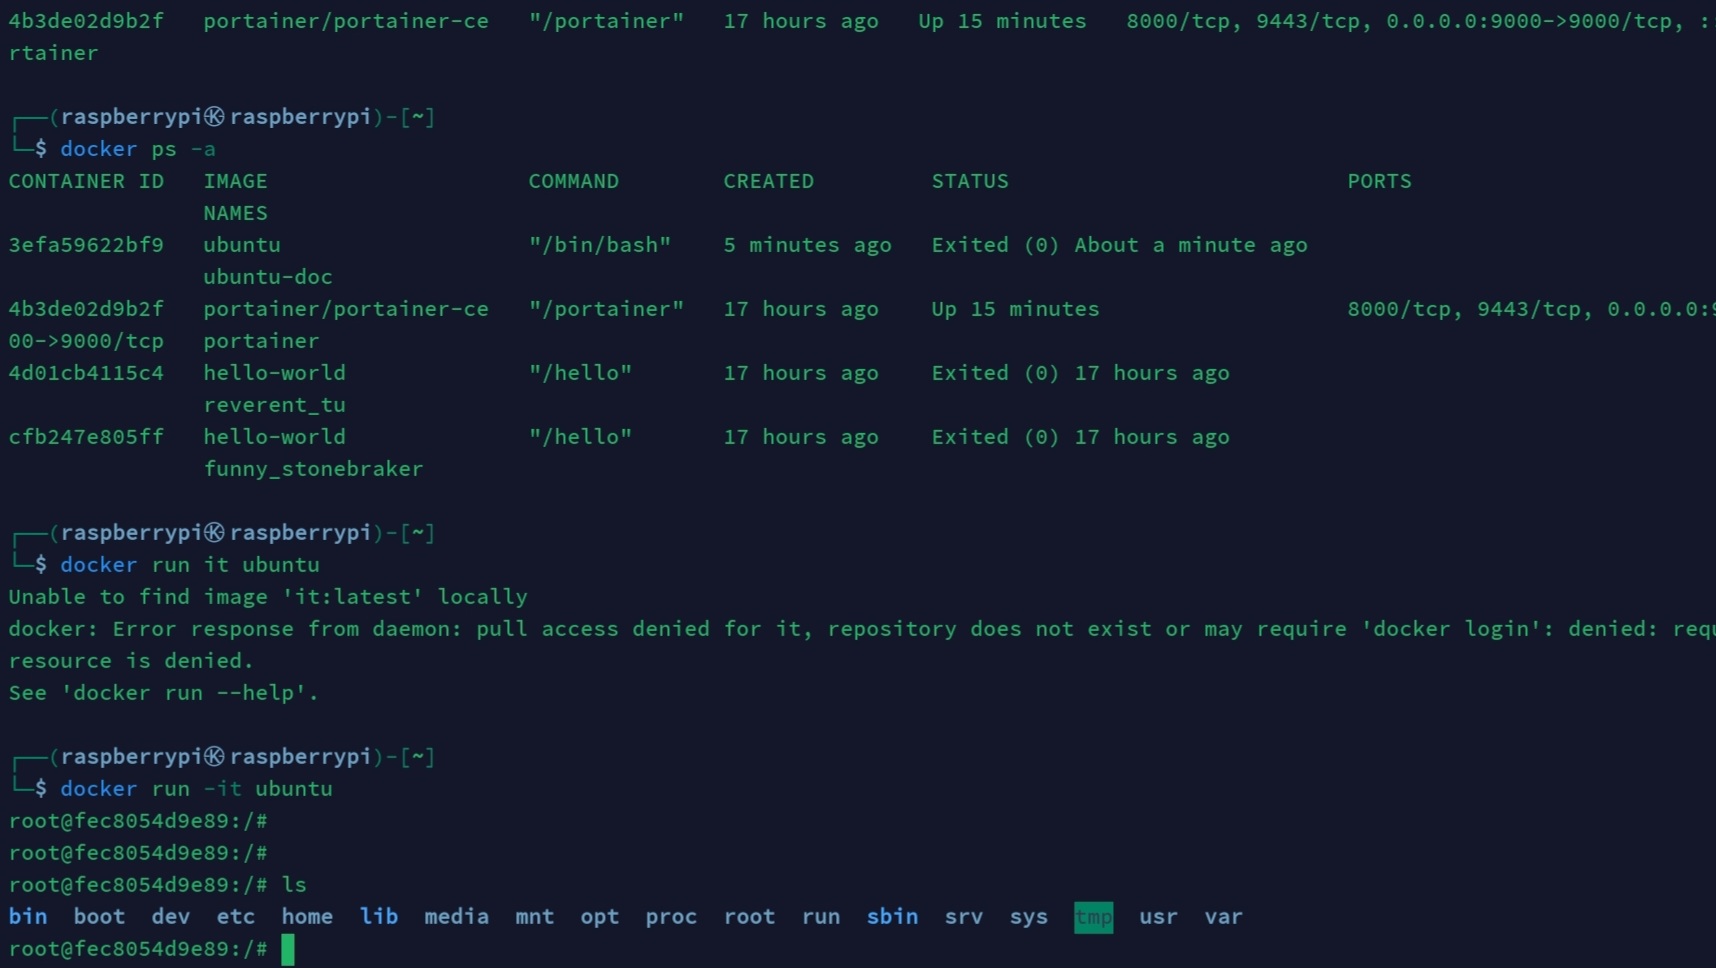 4b3de02d9b2f   portainer/portainer-ce   "/portainer"   17 hours ago   Up 15 minutes   8000/tcp, 9443/tcp, 0.0.0.0:9000->9000/tcp, :
rtainer
┌──(raspberrypi㉿raspberrypi)-[~]
└─$ docker ps -a
CONTAINER ID   IMAGE                    COMMAND        CREATED         STATUS                          PORTS
               NAMES
3efa59622bf9   ubuntu                   "/bin/bash"    5 minutes ago   Exited (0) About a minute ago
               ubuntu-doc
4b3de02d9b2f   portainer/portainer-ce   "/portainer"   17 hours ago    Up 15 minutes                   8000/tcp, 9443/tcp, 0.0.0.0:9
00->9000/tcp   portainer
4d01cb4115c4   hello-world              "/hello"       17 hours ago    Exited (0) 17 hours ago
               reverent_tu
cfb247e805ff   hello-world              "/hello"       17 hours ago    Exited (0) 17 hours ago
               funny_stonebraker
┌──(raspberrypi㉿raspberrypi)-[~]
└─$ docker run it ubuntu
Unable to find image 'it:latest' locally
docker: Error response from daemon: pull access denied for it, repository does not exist or may require 'docker login': denied: requ
resource is denied.
See 'docker run --help'.
┌──(raspberrypi㉿raspberrypi)-[~]
└─$ docker run -it ubuntu
root@fec8054d9e89:/#
root@fec8054d9e89:/#
root@fec8054d9e89:/# ls
bin  boot  dev  etc  home  lib  media  mnt  opt  proc  root  run  sbin  srv  sys  tmp  usr  var
root@fec8054d9e89:/#